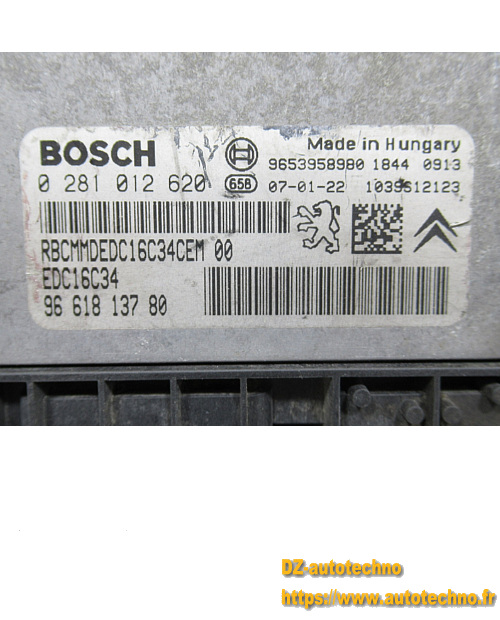 BOSCH
Made in Hungary
9653958980 1844 0913
0 281 012 620 658 07-01-22 1039S12123
RBCMMDEDC16C34CEM 00
EDC16C34
96 618 137 80
DZ-autotechno
https://www.autotechno.fr